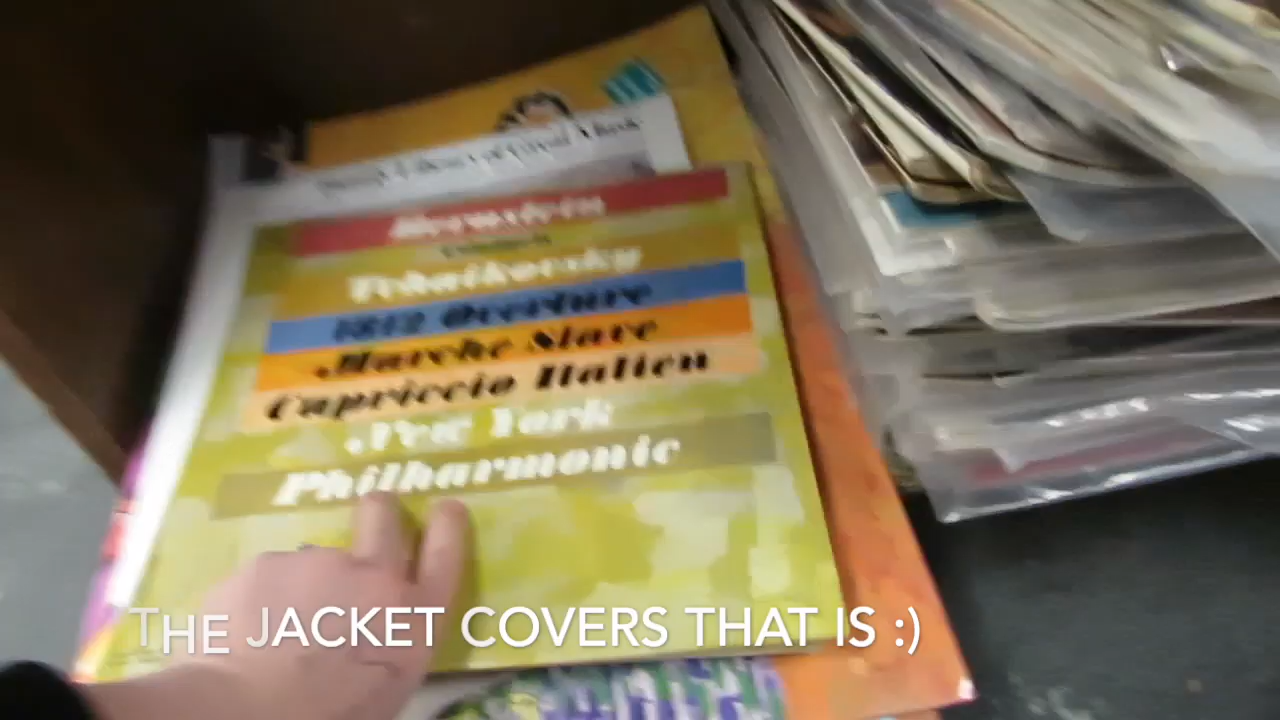 Bernstein
Tchaikovsky
1812 Overture
Marche Slave
Capriccio Italien
New York
Philharmonic
THE JACKET COVERS THAT IS :)